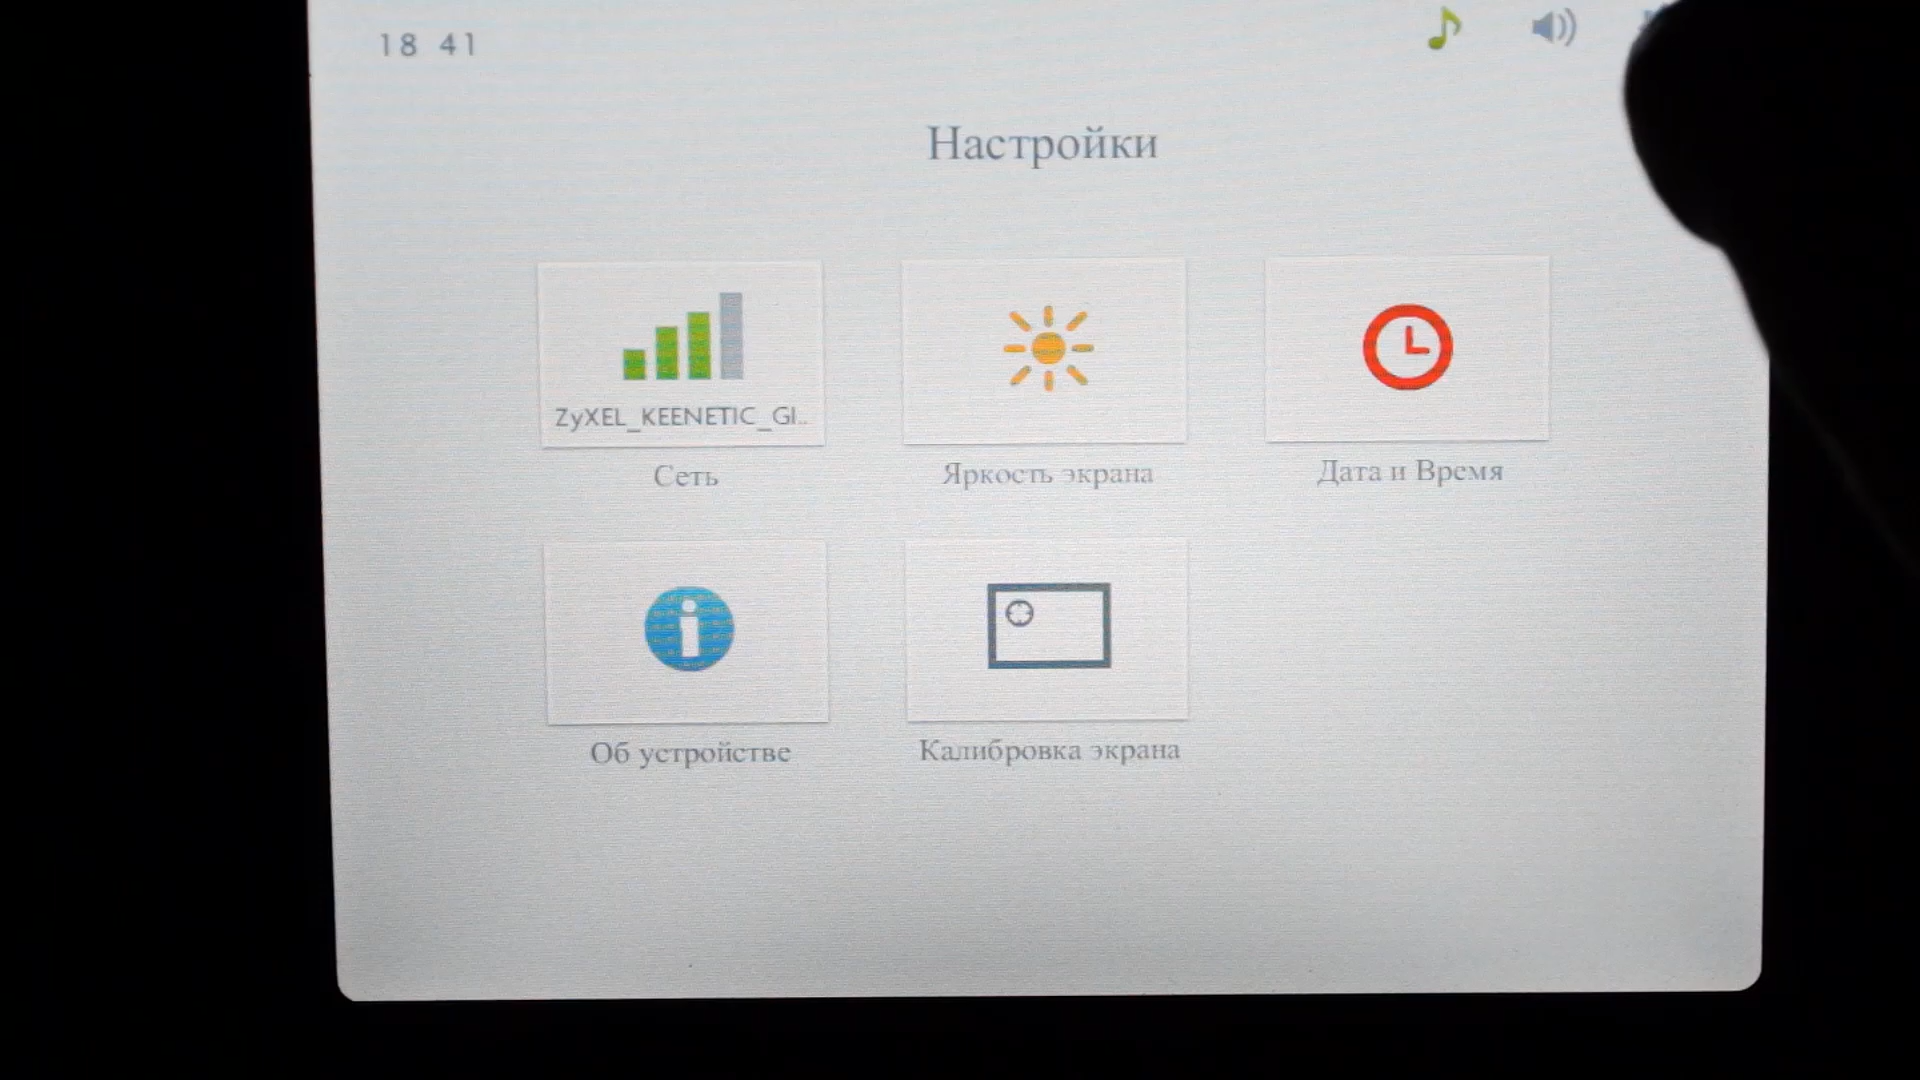 18 41
Настройки
ZyXEL_KEENETIC_GI..
Сеть
Яркость экрана
Дата и Время
Об устройстве
Калибровка экрана